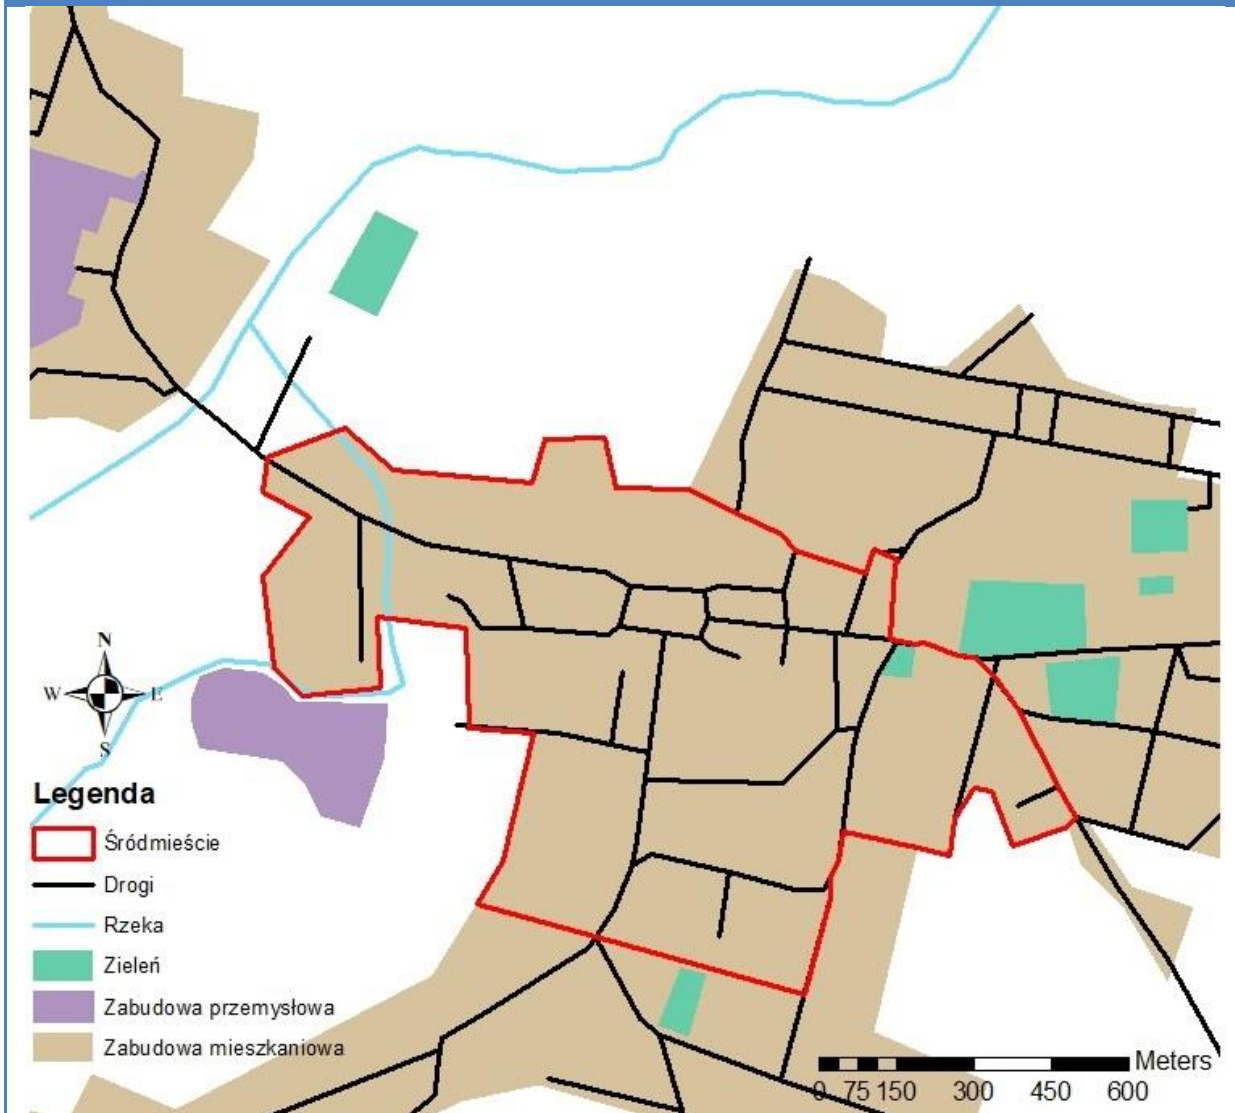 N
W E
S
Legenda
Śródmieście
Drogi
Rzeka
Zieleń
Zabudowa przemysłowa
Zabudowa mieszkaniowa
Meters
0 75 150 300 450 600